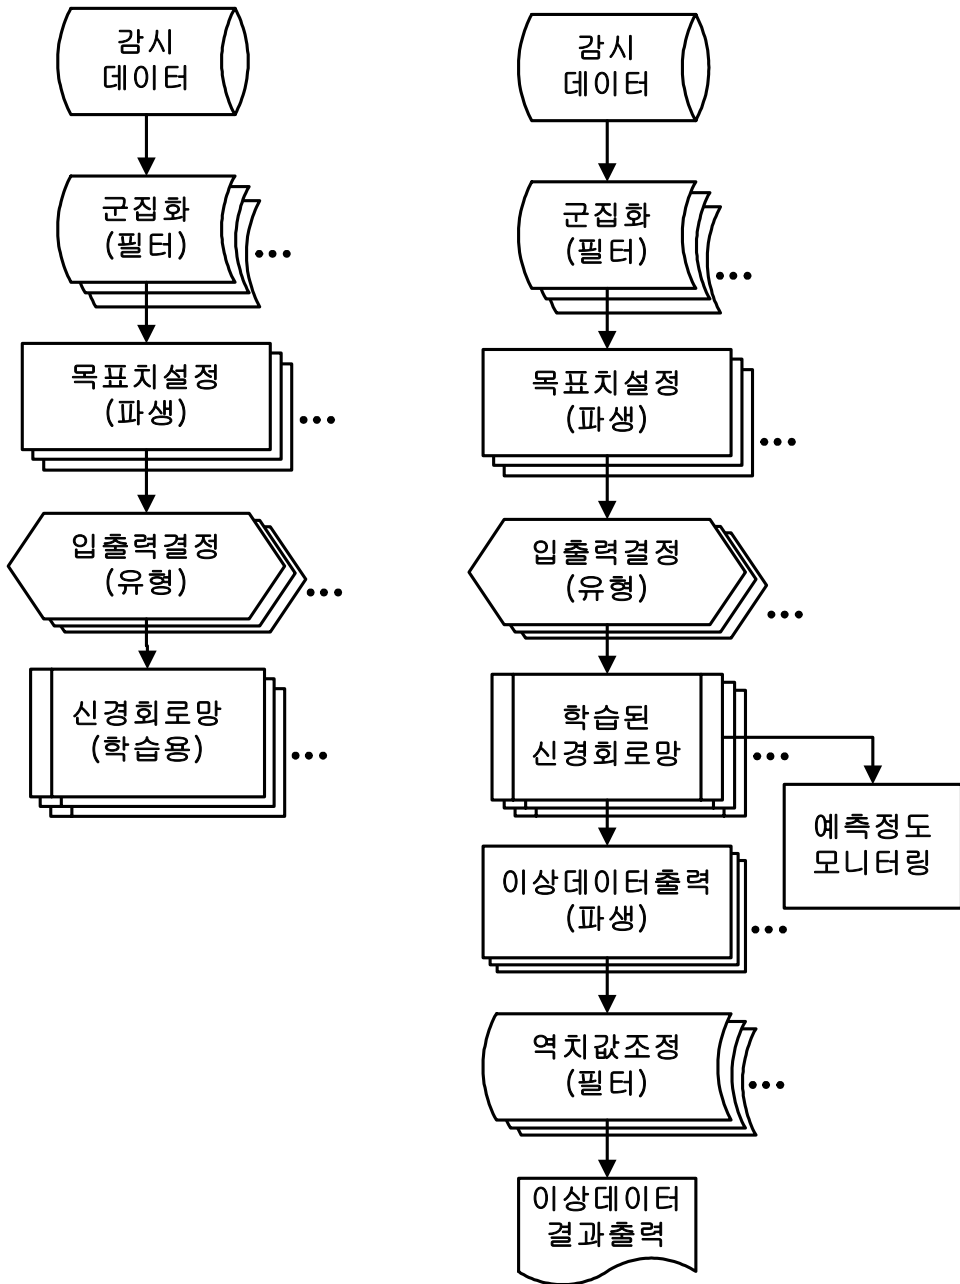 감시
데이터
군집화
(필터)
...
목표치설정
(파생)
...
입출력결정
(유형)
...
신경회로망
(학습용)
...
감시
데이터
군집화
(필터)
...
목표치설정
(파생)
...
입출력결정
(유형)
...
학습된
신경회로망
...
예측정도
모니터링
이상데이터출력
(파생)
...
역치값조정
(필터)
...
이상데이터
결과출력